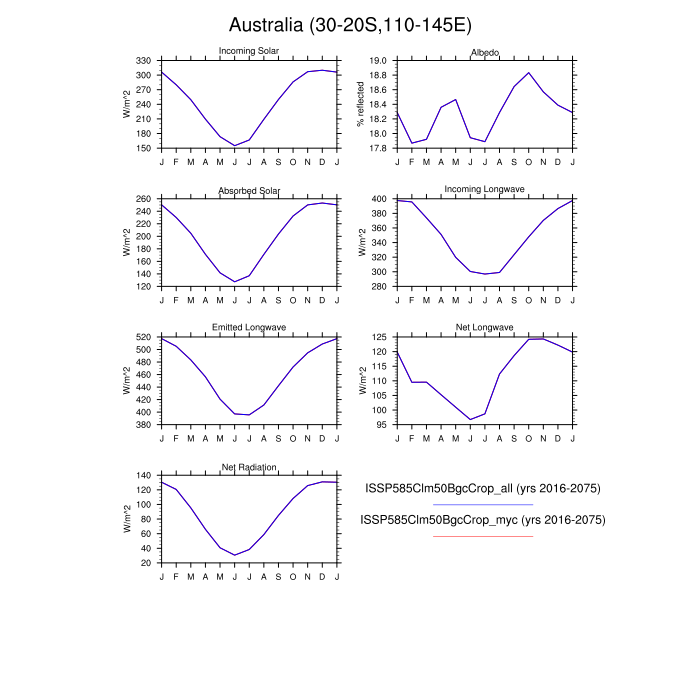 Australia (30-20S,110-145E)
Incoming Solar
W/m^2
330
300
270
240
210
180
150
J F M A M J J A S O N D J
Albedo
% reflected
19.0
18.8
18.6
18.4
18.2
18.0
17.8
J F M A M J J A S O N D J
Absorbed Solar
W/m^2
260
240
220
200
180
160
140
120
J F M A M J J A S O N D J
Incoming Longwave
W/m^2
400
380
360
340
320
300
280
J F M A M J J A S O N D J
Emitted Longwave
W/m^2
520
500
480
460
440
420
400
380
J F M A M J J A S O N D J
Net Longwave
W/m^2
125
120
115
110
105
100
95
J F M A M J J A S O N D J
Net Radiation
W/m^2
140
120
100
80
60
40
20
J F M A M J J A S O N D J
ISSP585Clm50BgcCrop_all (yrs 2016-2075)
ISSP585Clm50BgcCrop_myc (yrs 2016-2075)